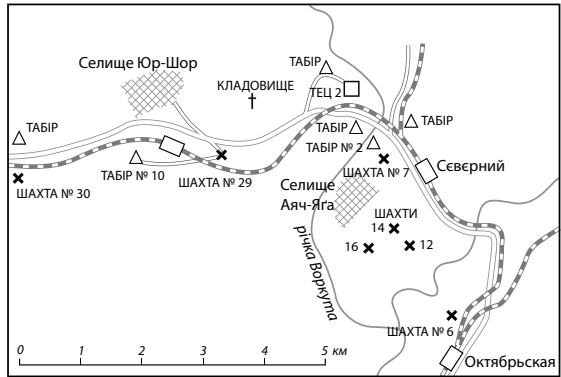 Селище Юр-Шор
ТАБІР
КЛАДОВИЩЕ
ТЕЦ 2
ТАБІР
ТАБІР
ТАБІР
ТАБІР № 2
ТАБІР № 10
ШАХТА № 29
ШАХТА № 7
Сєвєрний
ШАХТА № 30
Селище
Аяч-Яґа
ШАХТИ
14
16
12
річка Воркута
ШАХТА № 6
0 1 2 3 4 5 км
Октябрьская